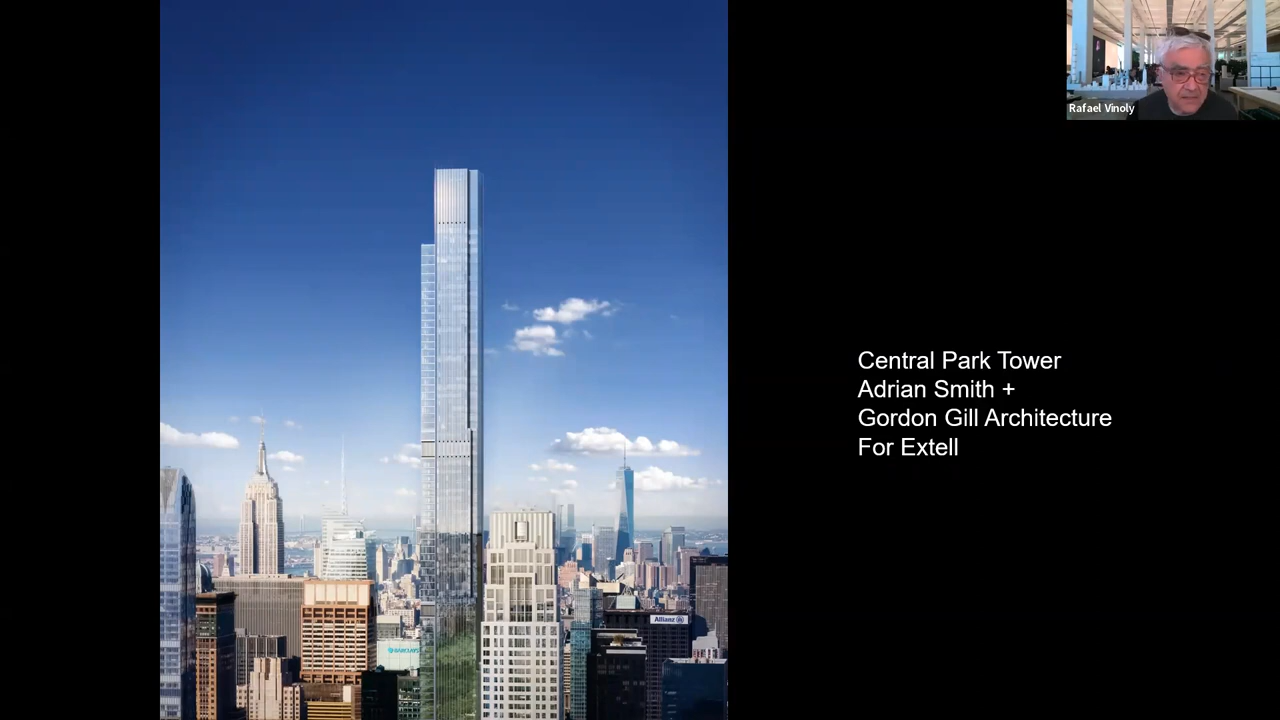 Rafael Vinoly
Central Park Tower
Adrian Smith +
Gordon Gill Architecture
For Extell
Allianz